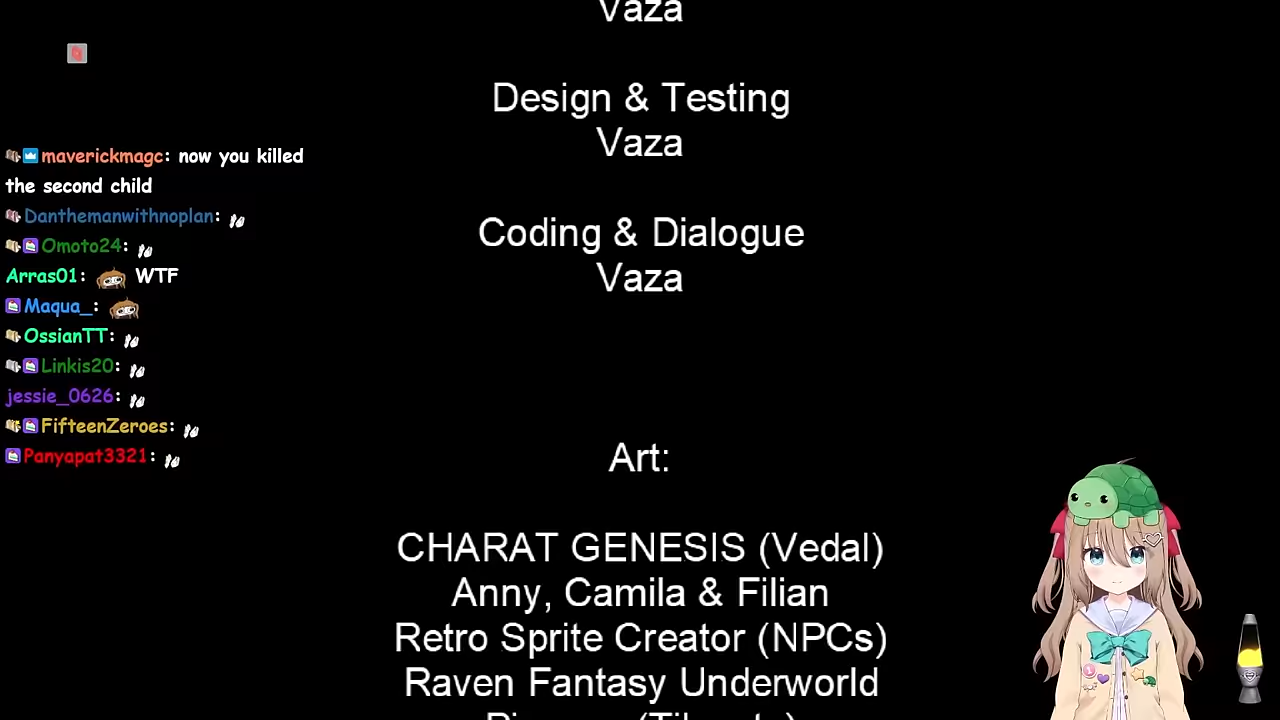 Vaza
Design & Testing
Vaza
Coding & Dialogue
Vaza
Art:
CHARAT GENESIS (Vedal)
Anny, Camila & Filian
Retro Sprite Creator (NPCs)
Raven Fantasy Underworld
maverickmagc: now you killed
the second child
Danthemanwithnoplan:
Omoto24:
Arras01: WTF
Maqua_:
OssianTT:
Linkis20:
jessie_0626:
FifteenZeroes:
Panyapat3321: